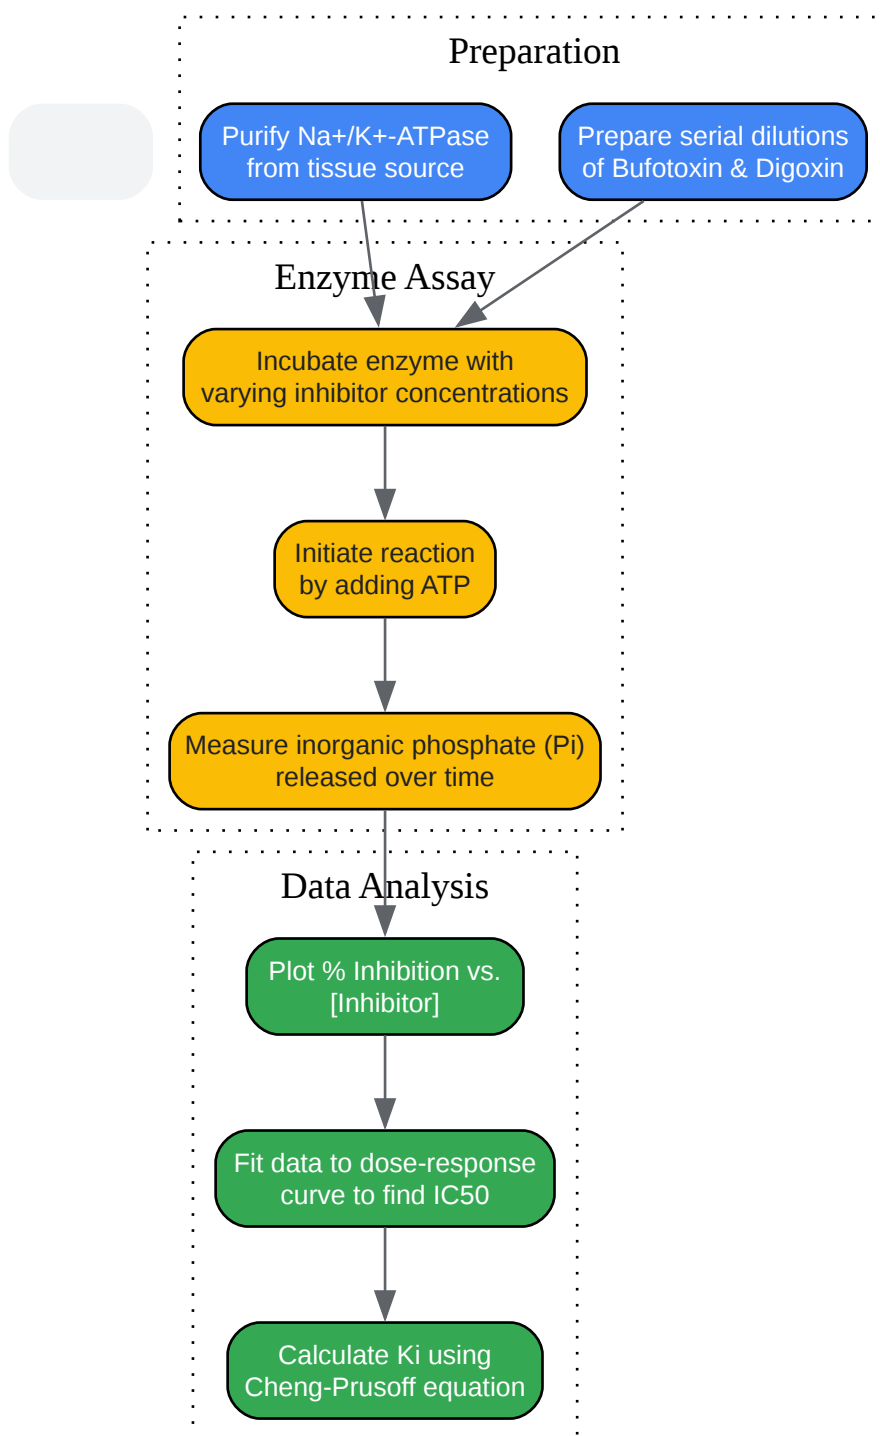 Preparation
Purify Na+/K+-ATPase
from tissue source
Prepare serial dilutions
of Bufotoxin & Digoxin
Enzyme Assay
Incubate enzyme with
varying inhibitor concentrations
Initiate reaction
by adding ATP
Measure inorganic phosphate (Pi)
released over time
Data Analysis
Plot % Inhibition vs.
[Inhibitor]
Fit data to dose-response
curve to find IC50
Calculate Ki using
Cheng-Prusoff equation